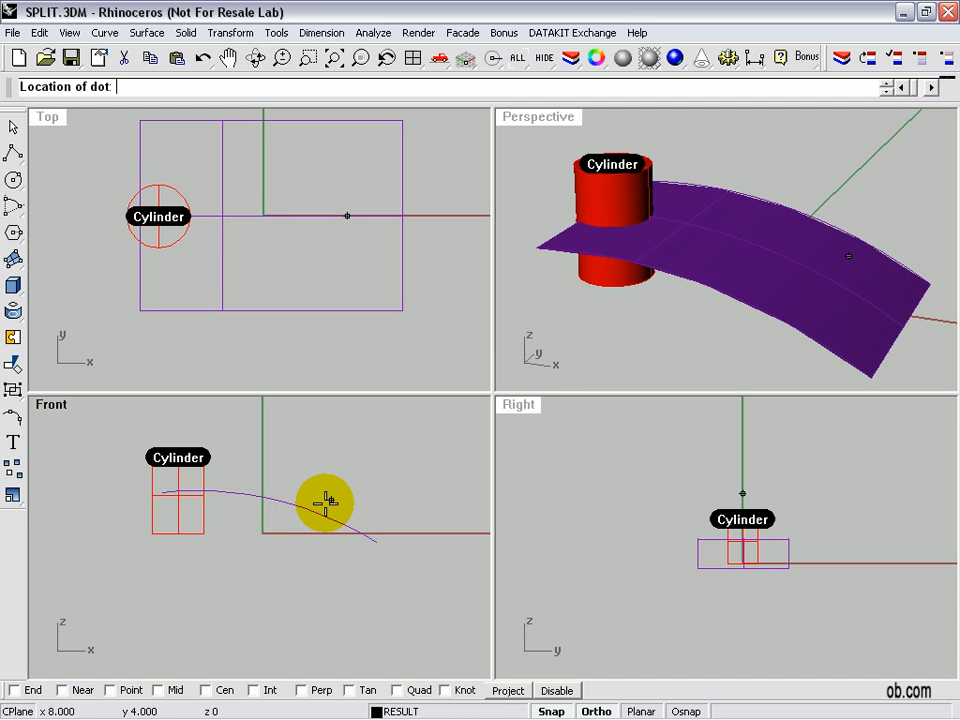 SPLIT.3DM - Rhinoceros (Not For Resale Lab)
File Edit View Curve Surface Solid Transform Tools Dimension Analyze Render Facade Bonus DATAKIT Exchange Help
ALL HIDE Bonus
Location of dot:
Top
Cylinder
y
x
Perspective
Cylinder
z
y
x
Front
Cylinder
z
x
Right
Cylinder
z
y
End Near Point Mid Cen Int Perp Tan Quad Knot Project Disable
ob.com
CPlane x 8.000 y 4.000 z 0 RESULT Snap Ortho Planar Osnap